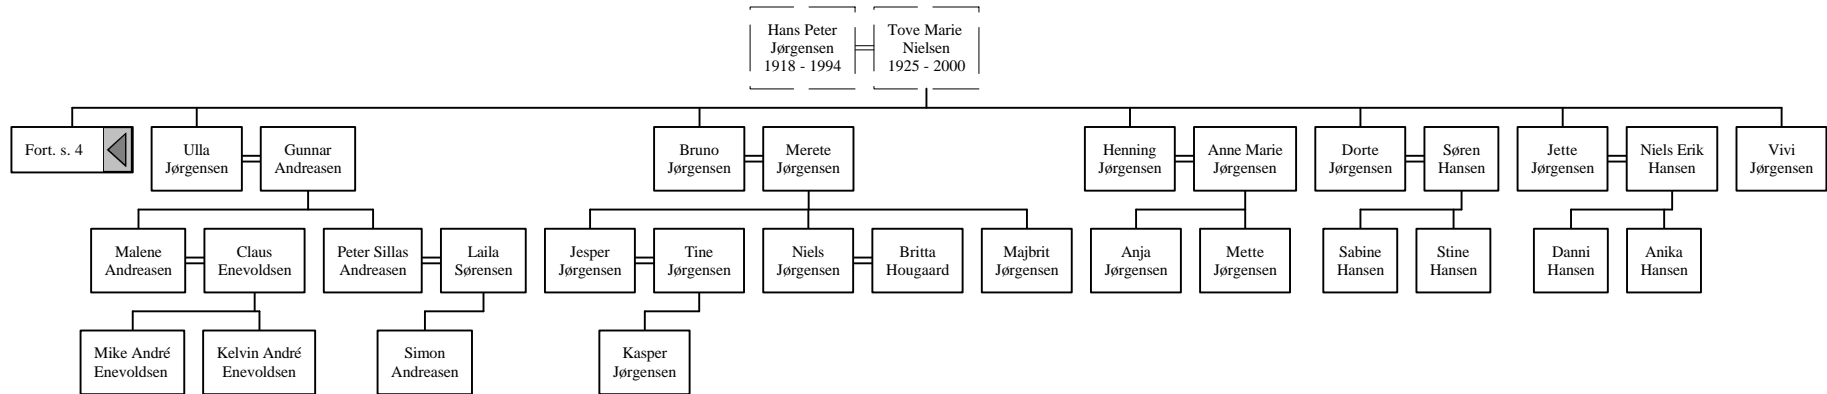 Hans Peter
Jørgensen
1918 - 1994
Tove Marie
Nielsen
1925 - 2000
Fort. s. 4
Ulla
Jørgensen
Gunnar
Andreasen
Bruno
Jørgensen
Merete
Jørgensen
Henning
Jørgensen
Anne Marie
Jørgensen
Dorte
Jørgensen
Søren
Hansen
Jette
Jørgensen
Niels Erik
Hansen
Vivi
Jørgensen
Malene
Andreasen
Claus
Enevoldsen
Peter Sillas
Andreasen
Laila
Sørensen
Jesper
Jørgensen
Tine
Jørgensen
Niels
Jørgensen
Britta
Hougaard
Majbrit
Jørgensen
Anja
Jørgensen
Mette
Jørgensen
Sabine
Hansen
Stine
Hansen
Danni
Hansen
Anika
Hansen
Mike André
Enevoldsen
Kelvin André
Enevoldsen
Simon
Andreasen
Kasper
Jørgensen